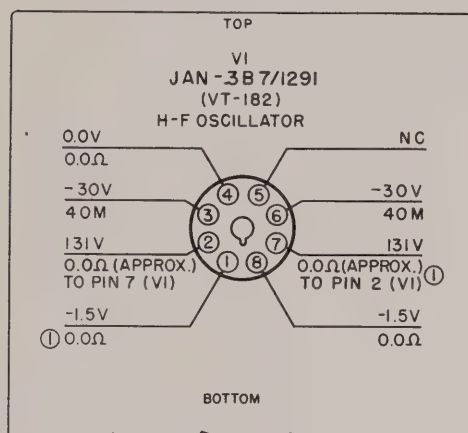 TOP
V1
JAN-3B7/1291
(VT-182)
H-F OSCILLATOR
0.0V
0.0Ω
NC
④ ⑤
-30V
40M
-30V
40M
③ ⑥
131V
0.0Ω (APPROX.)
TO PIN 7 (V1)
② ⑦
131V
0.0Ω (APPROX.) ①
TO PIN 2 (V1)
① ⑧
-1.5V
① 0.0Ω
-1.5V
0.0Ω
BOTTOM